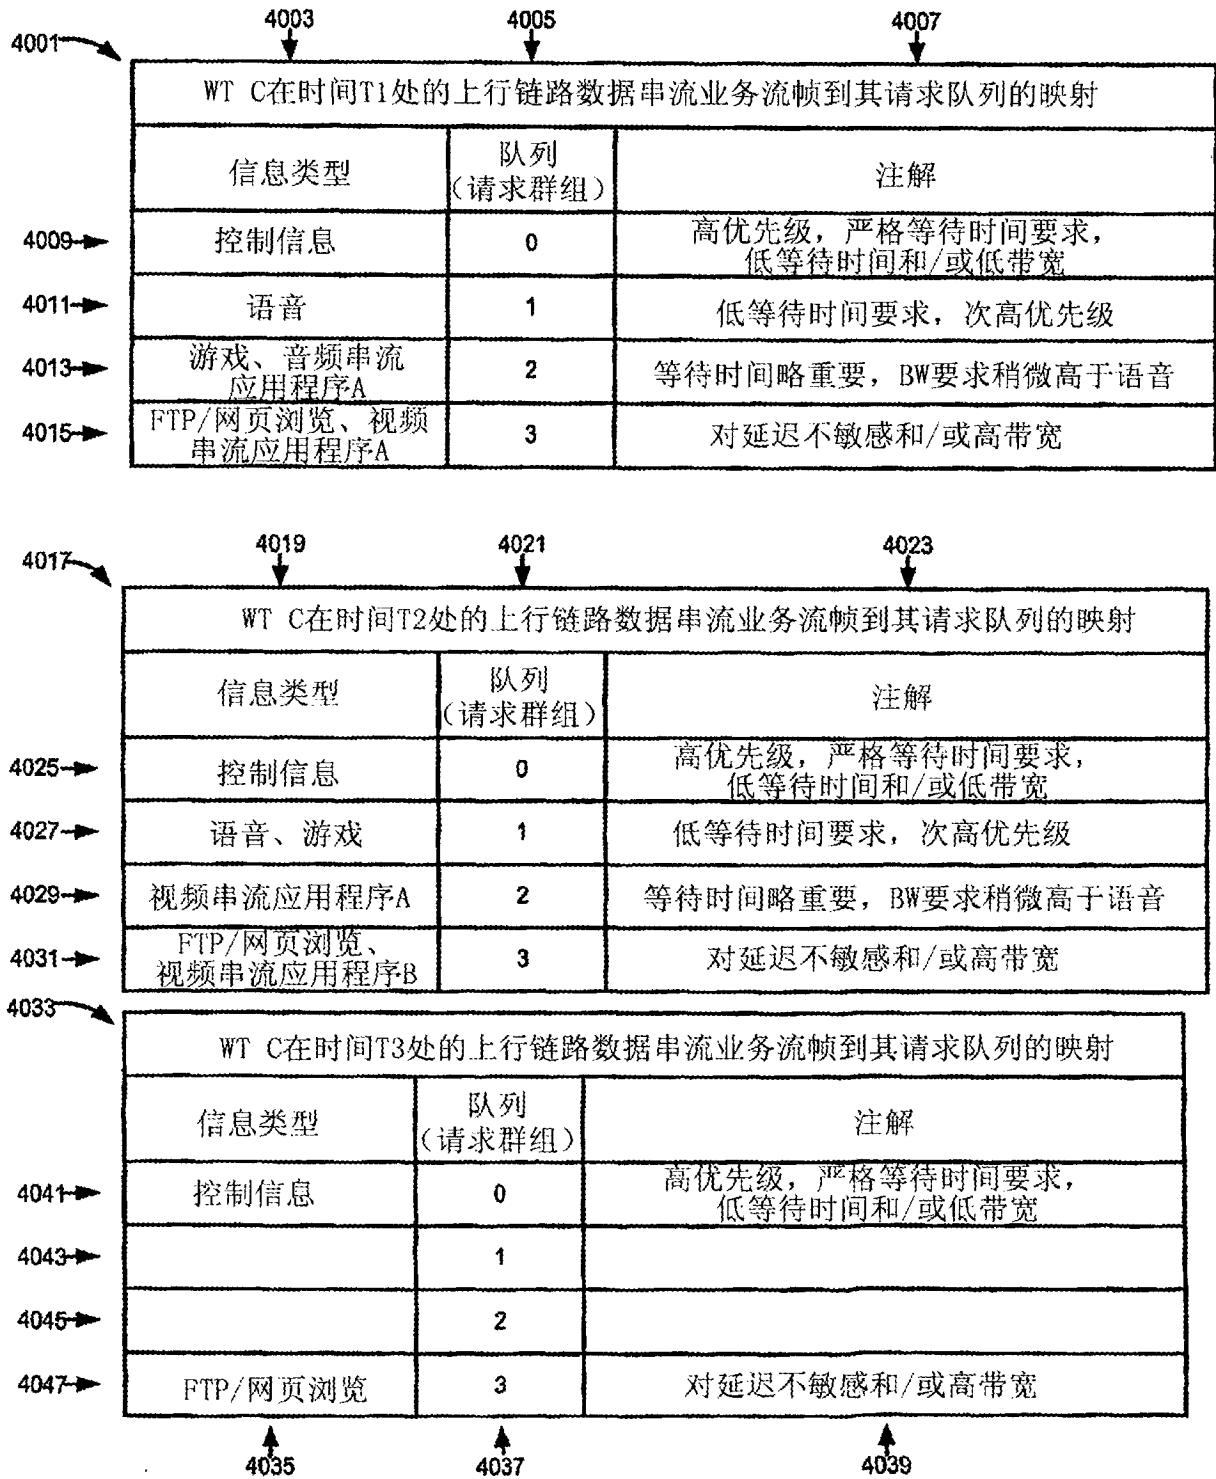 4003
4005
4007
4001
WT C在时间T1处的上行链路数据串流业务流帧到其请求队列的映射
信息类型
队列
(请求群组)
注解
4009
控制信息
0
高优先级，严格等待时间要求，
低等待时间和/或低带宽
4011
语音
1
低等待时间要求，次高优先级
4013
游戏、音频串流
应用程序A
2
等待时间略重要，BW要求稍微高于语音
4015
FTP/网页浏览、视频
串流应用程序A
3
对延迟不敏感和/或高带宽
4019
4021
4023
4017
WT C在时间T2处的上行链路数据串流业务流帧到其请求队列的映射
信息类型
队列
(请求群组)
注解
4025
控制信息
0
高优先级，严格等待时间要求，
低等待时间和/或低带宽
4027
语音、游戏
1
低等待时间要求，次高优先级
4029
视频串流应用程序A
2
等待时间略重要，BW要求稍微高于语音
4031
FTP/网页浏览、
视频串流应用程序B
3
对延迟不敏感和/或高带宽
4033
WT C在时间T3处的上行链路数据串流业务流帧到其请求队列的映射
信息类型
队列
(请求群组)
注解
4041
控制信息
0
高优先级，严格等待时间要求，
低等待时间和/或低带宽
4043
1
4045
2
4047
FTP/网页浏览
3
对延迟不敏感和/或高带宽
4035
4037
4039